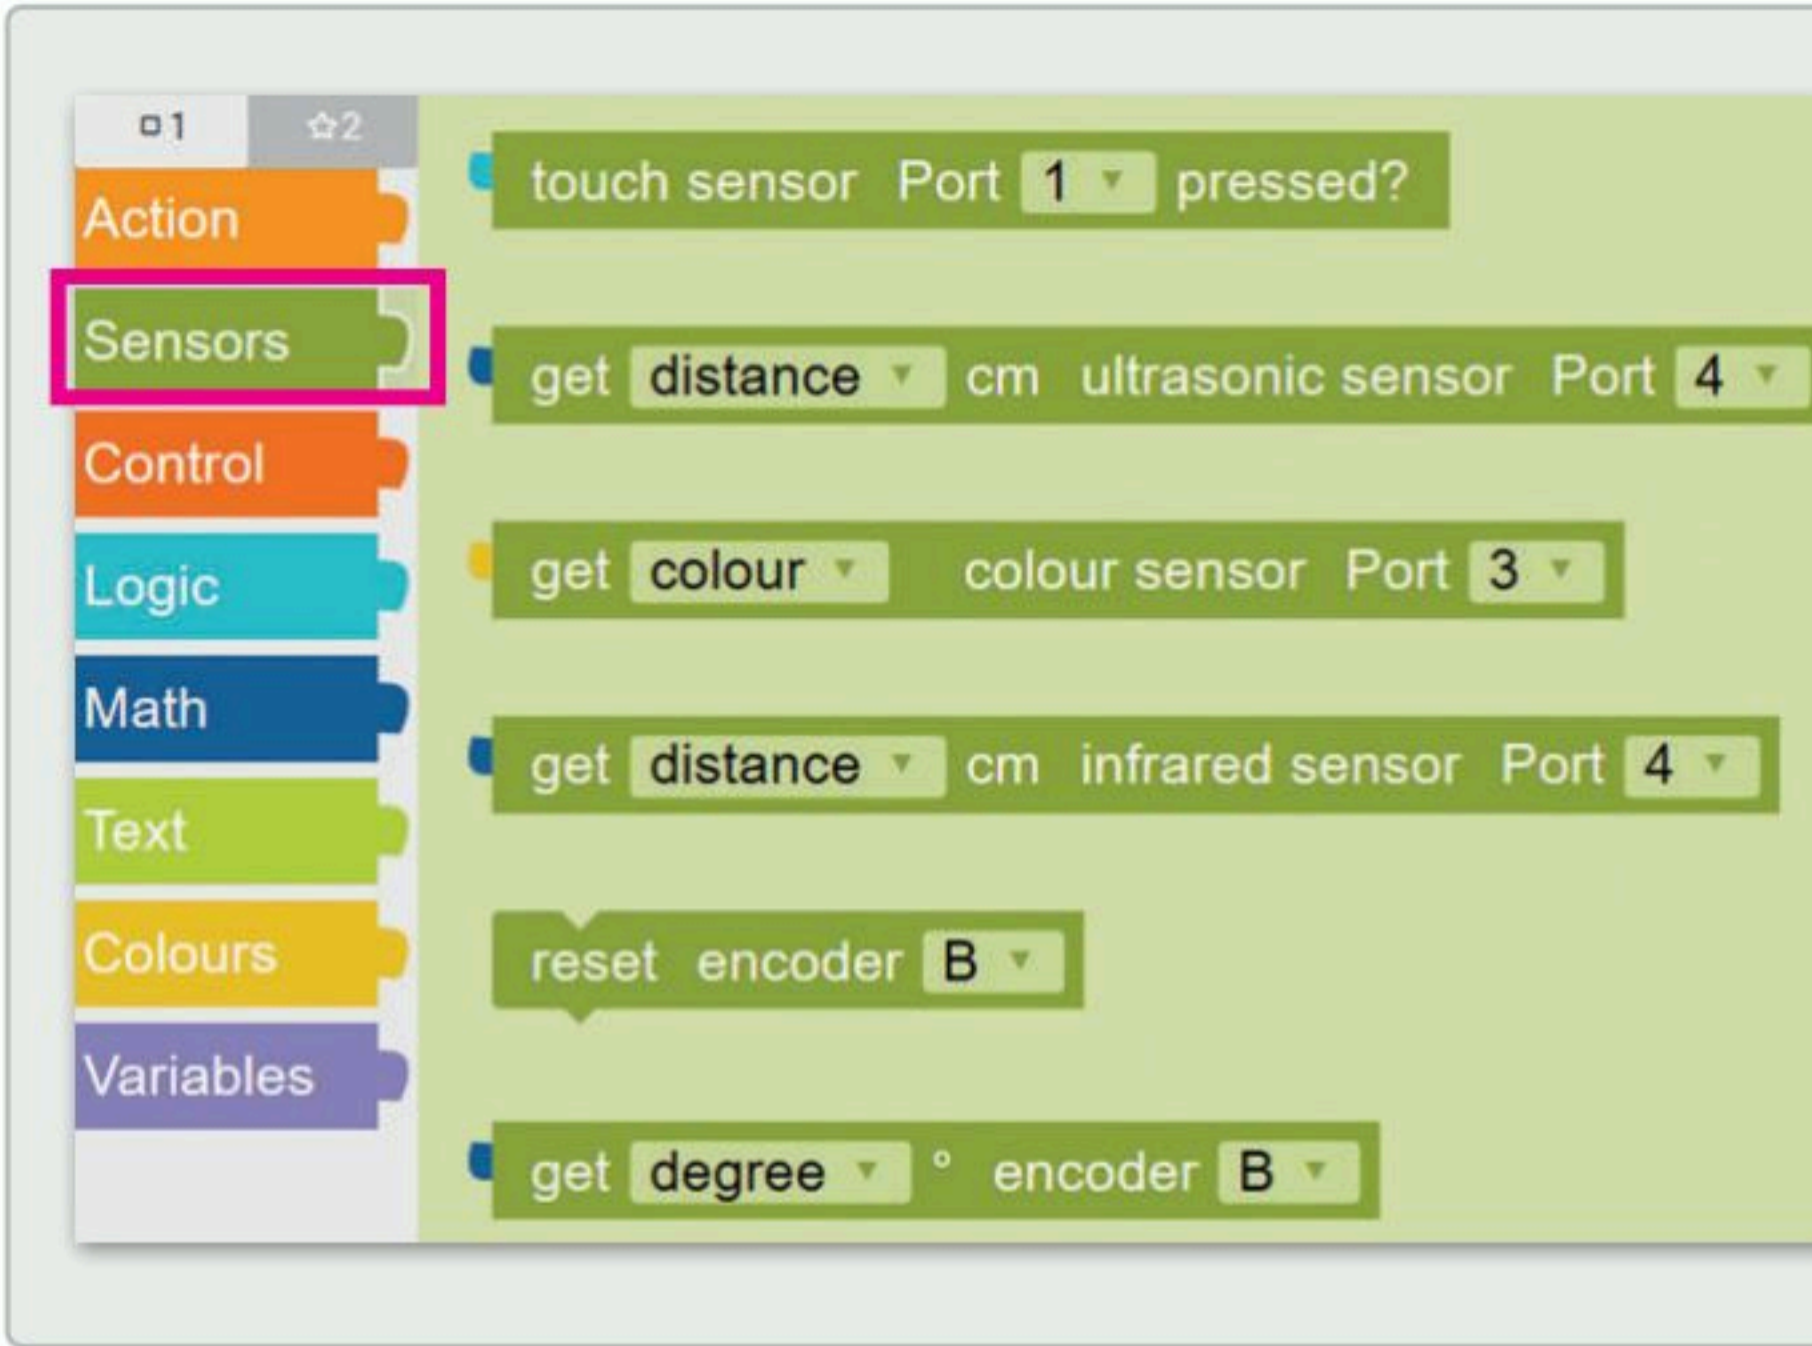 1 2
Action
Sensors
Control
Logic
Math
Text
Colours
Variables
touch sensor Port 1 pressed?
get distance cm ultrasonic sensor Port 4
get colour colour sensor Port 3
get distance cm infrared sensor Port 4
reset encoder B
get degree ° encoder B